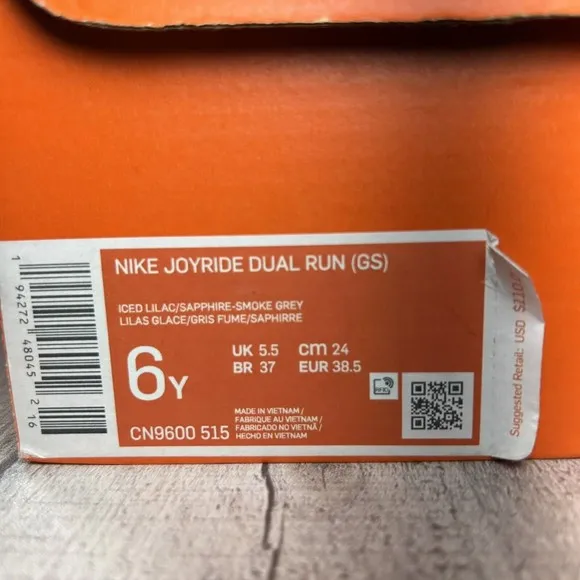 NIKE JOYRIDE DUAL RUN (GS)
ICED LILAC/SAPPHIRE-SMOKE GREY
LILAS GLACE/GRIS FUME/SAPHIRRE
6Y
UK 5.5 cm 24
BR 37 EUR 38.5
CN9600 515
MADE IN VIETNAM /
FABRIQUE AU VIETNAM /
FABRICADO NO VIETNÃ /
HECHO EN VIETNAM
RFID
1 94272 48045 2 16
Suggested Retail: USD $110.